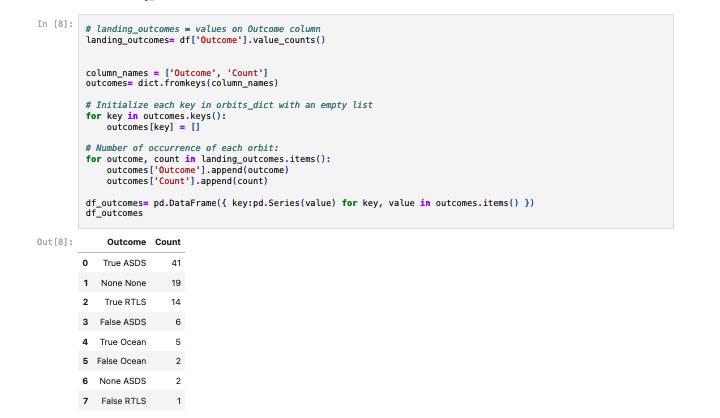 In [8]:
# landing_outcomes = values on Outcome column
landing_outcomes= df['Outcome'].value_counts()
column_names = ['Outcome', 'Count']
outcomes= dict.fromkeys(column_names)
# Initialize each key in orbits_dict with an empty list
for key in outcomes.keys():
    outcomes[key] = []
# Number of occurrence of each orbit:
for outcome, count in landing_outcomes.items():
    outcomes['Outcome'].append(outcome)
    outcomes['Count'].append(count)
df_outcomes= pd.DataFrame({ key:pd.Series(value) for key, value in outcomes.items() })
df_outcomes
Out[8]:
Outcome Count
0 True ASDS 41
1 None None 19
2 True RTLS 14
3 False ASDS 6
4 True Ocean 5
5 False Ocean 2
6 None ASDS 2
7 False RTLS 1